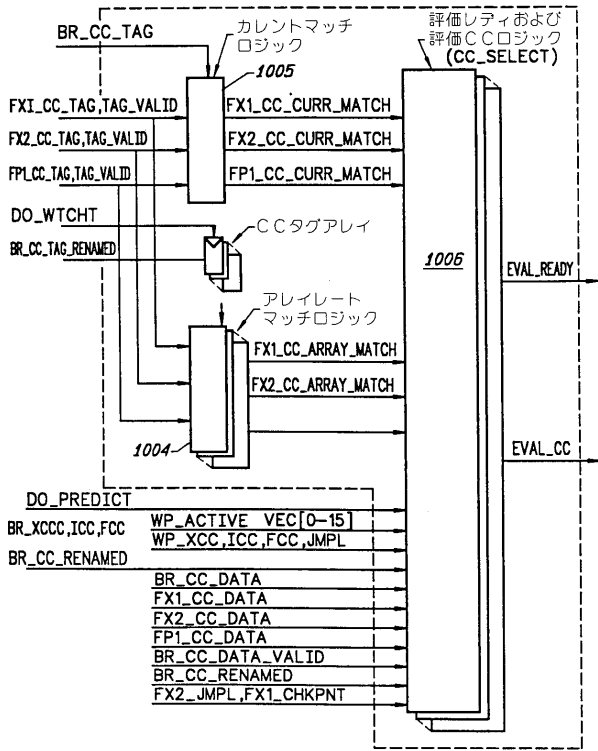 BR_CC_TAG
カレントマッチ
ロジック
1005
評価レディおよび
評価CCロジック
(CC_SELECT)
FXI_CC_TAG,TAG_VALID
FX1_CC_CURR_MATCH
FX2_CC_TAG,TAG_VALID
FX2_CC_CURR_MATCH
FP1_CC_TAG,TAG_VALID
FP1_CC_CURR_MATCH
DO_WTCHT
BR_CC_TAG_RENAMED
CCタグアレイ
1006
EVAL_READY
アレイレート
マッチロジック
FX1_CC_ARRAY_MATCH
FX2_CC_ARRAY_MATCH
1004
EVAL_CC
DO_PREDICT
BR_XCCC,ICC,FCC
WP_ACTIVE VEC[0-15]
WP_XCC,ICC,FCC,JMPL
BR_CC_RENAMED
BR_CC_DATA
FX1_CC_DATA
FX2_CC_DATA
FP1_CC_DATA
BR_CC_DATA_VALID
BR_CC_RENAMED
FX2_JMPL,FX1_CHKPNT